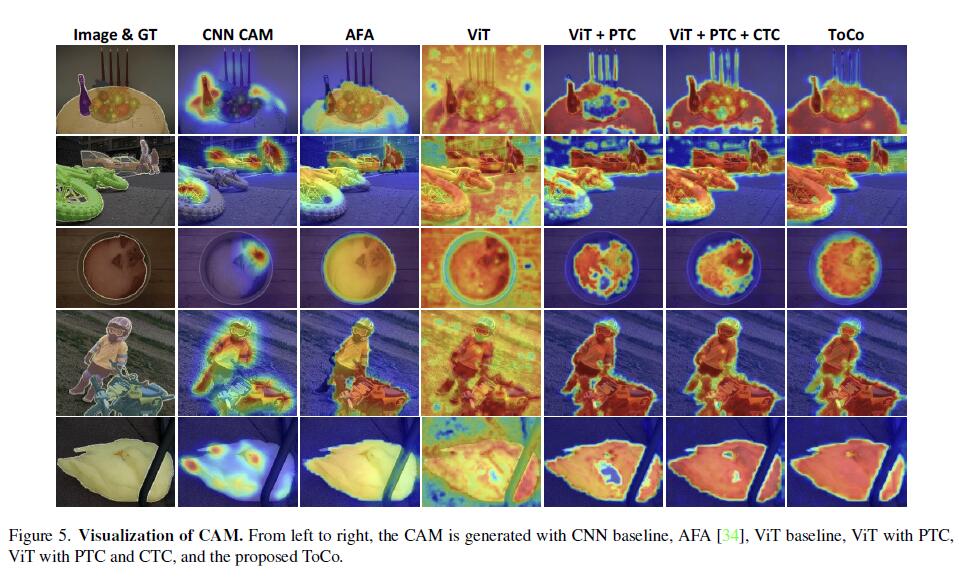 Image & GT CNN CAM AFA ViT ViT + PTC ViT + PTC + CTC ToCo
Figure 5. Visualization of CAM. From left to right, the CAM is generated with CNN baseline, AFA [34], ViT baseline, ViT with PTC,
ViT with PTC and CTC, and the proposed ToCo.